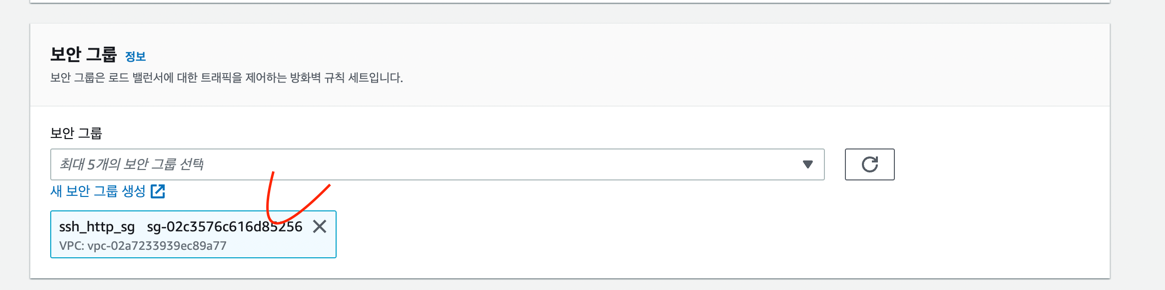 보안 그룹 정보
보안 그룹은 로드 밸런서에 대한 트래픽을 제어하는 방화벽 규칙 세트입니다.
보안 그룹
최대 5개의 보안 그룹 선택
새 보안 그룹 생성
ssh_http_sg sg-02c3576c616d85256
VPC: vpc-02a7233939ec89a77